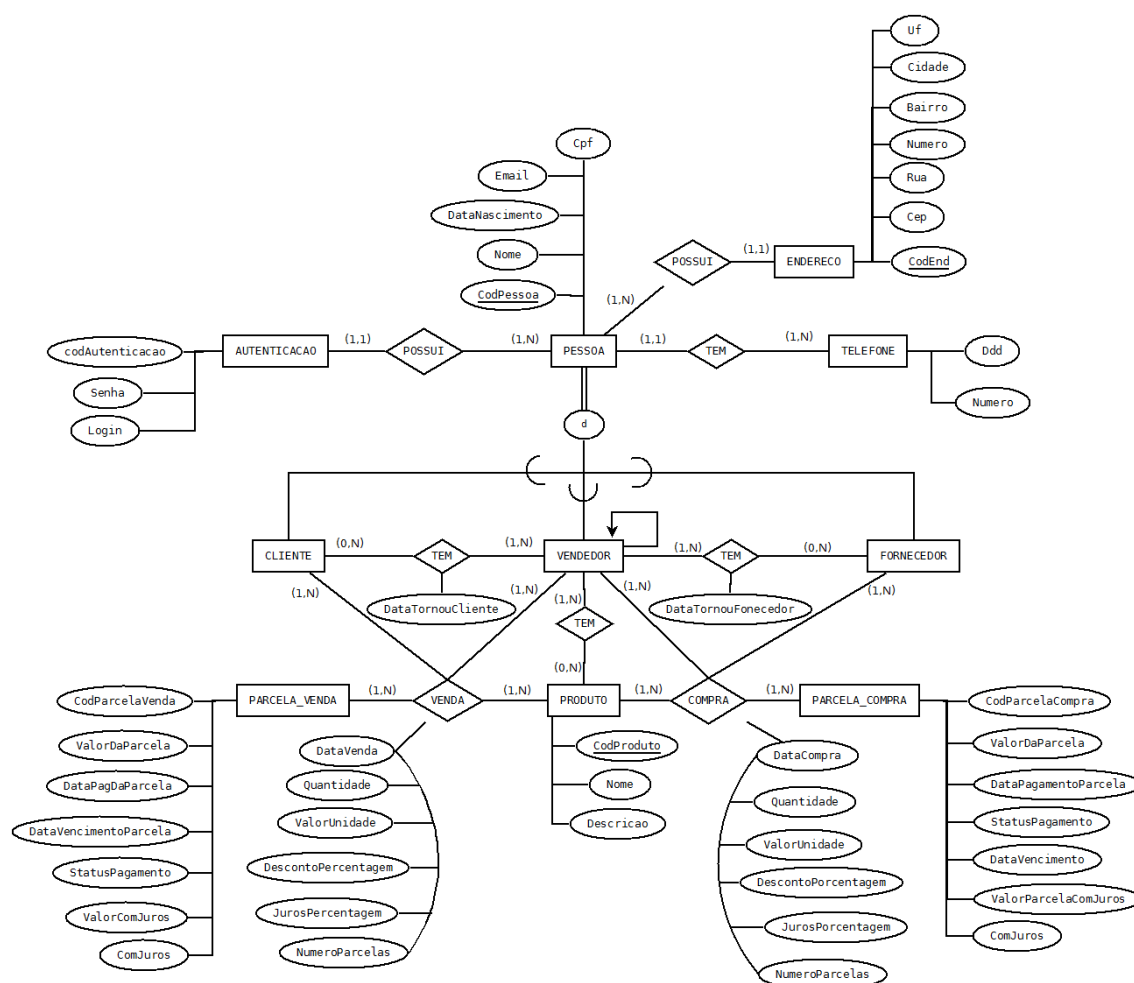 Uf
Cidade
Bairro
Cpf
Numero
Email
Rua
DataNascimento
Cep
Nome
(1,1)
POSSUI
ENDERECO
CodEnd
CodPessoa
(1,N)
codAutenticacao
AUTENTICACAO
(1,1)
POSSUI
(1,N)
PESSOA
(1,1)
TEM
(1,N)
TELEFONE
Ddd
Senha
Numero
Login
d
CLIENTE
(0,N)
TEM
(1,N)
VENDEDOR
(1,N)
TEM
(0,N)
FORNECEDOR
(1,N)
(1,N)
(1,N)
(1,N)
(1,N)
DataTornouCliente
DataTornouFonecedor
TEM
(0,N)
CodParcelaVenda
PARCELA_VENDA
(1,N)
VENDA
(1,N)
PRODUTO
(1,N)
COMPRA
(1,N)
PARCELA_COMPRA
CodParcelaCompra
ValorDaParcela
DataVenda
CodProduto
DataCompra
ValorDaParcela
DataPagDaParcela
Quantidade
Nome
Quantidade
DataPagamentoParcela
DataVencimentoParcela
ValorUnidade
Descricao
ValorUnidade
StatusPagamento
StatusPagamento
DescontoPercentagem
DescontoPorcentagem
DataVencimento
ValorComJuros
JurosPercentagem
JurosPorcentagem
ValorParcelaComJuros
ComJuros
NumeroParcelas
NumeroParcelas
ComJuros